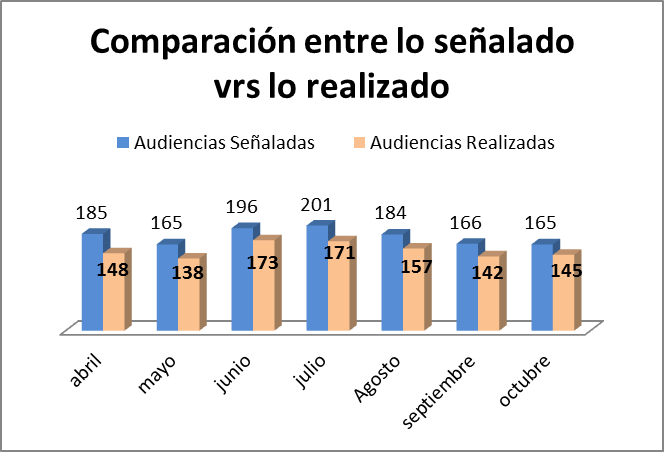 Comparación entre lo señalado
vrs lo realizado
Audiencias Señaladas Audiencias Realizadas
185 165 196 201 184 166 165
148 138 173 171 157 142 145
abril mayo junio julio Agosto septiembre octubre